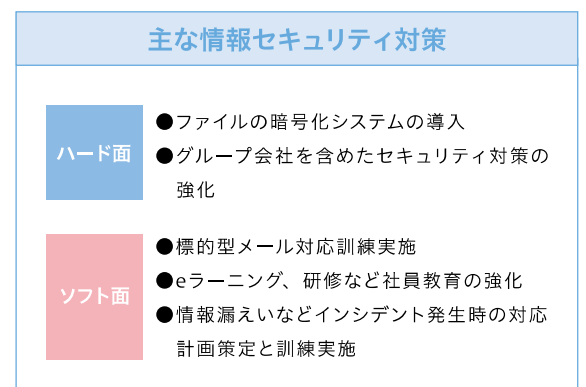 主な情報セキュリティ対策
ハード面
●ファイルの暗号化システムの導入
●グループ会社を含めたセキュリティ対策の
強化
ソフト面
●標的型メール対応訓練実施
●eラーニング、研修など社員教育の強化
●情報漏えいなどインシデント発生時の対応
計画策定と訓練実施